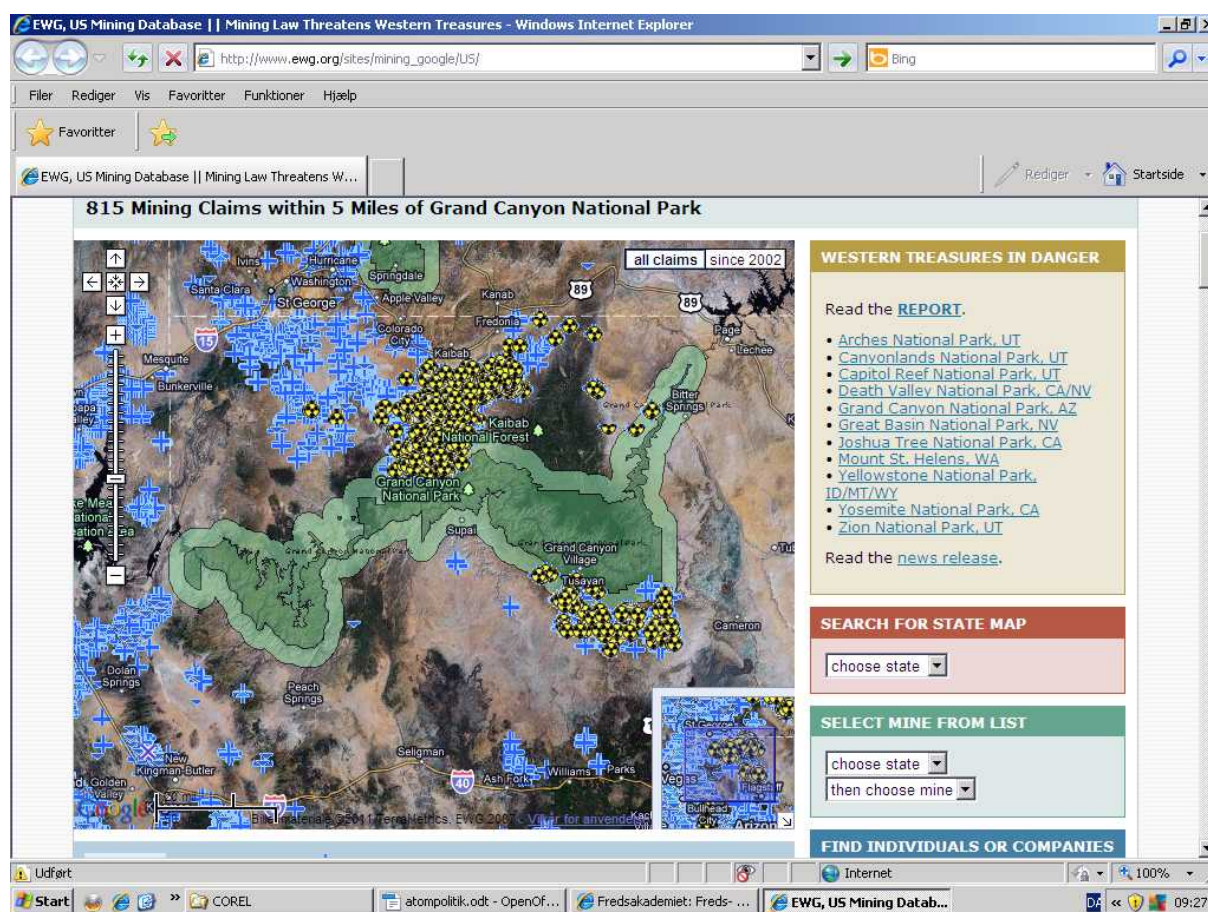 EWG, US Mining Database || Mining Law Threatens Western Treasures - Windows Internet Explorer
http://www.ewg.org/sites/mining_google/US/
Bing
Filer Rediger Vis Favoritter Funktioner Hjælp
Favoritter
EWG, US Mining Database || Mining Law Threatens W...
Rediger
Startside
815 Mining Claims within 5 Miles of Grand Canyon National Park
all claims
since 2002
Ivins
Hurricane
Springdale
Washington
Santa Clara
St George
Apple Valley
Kanab
89
89
Colorado
City
Fredonia
Page
Lechee
15
Kaibab
Mesquite
Bunkerville
Bitter
Springs
Kaibab
National Forest
Grand Canyon
National Park
Supai
Grand Canyon
Village
Tusayan
Cameron
Dolan
Springs
Peach
Springs
New
Kingman-Butler
Golden
Valley
Seligman
40
Ash Fork
Williams
Parks
Google
St George
Vegas
Flagstaff
Bullhead
City
Arizona
WESTERN TREASURES IN DANGER
Read the REPORT.
• Arches National Park, UT
• Canyonlands National Park, UT
• Capitol Reef National Park, UT
• Death Valley National Park, CA/NV
• Grand Canyon National Park, AZ
• Great Basin National Park, NV
• Joshua Tree National Park, CA
• Mount St. Helens, WA
• Yellowstone National Park,
ID/MT/WY
• Yosemite National Park, CA
• Zion National Park, UT
Read the news release.
SEARCH FOR STATE MAP
choose state
SELECT MINE FROM LIST
choose state
then choose mine
FIND INDIVIDUALS OR COMPANIES
Udført
Internet
100%
Start
COREL
atompolitik.odt - OpenOf...
Fredsakademiet: Freds- ...
EWG, US Mining Datab...
DA
09:27